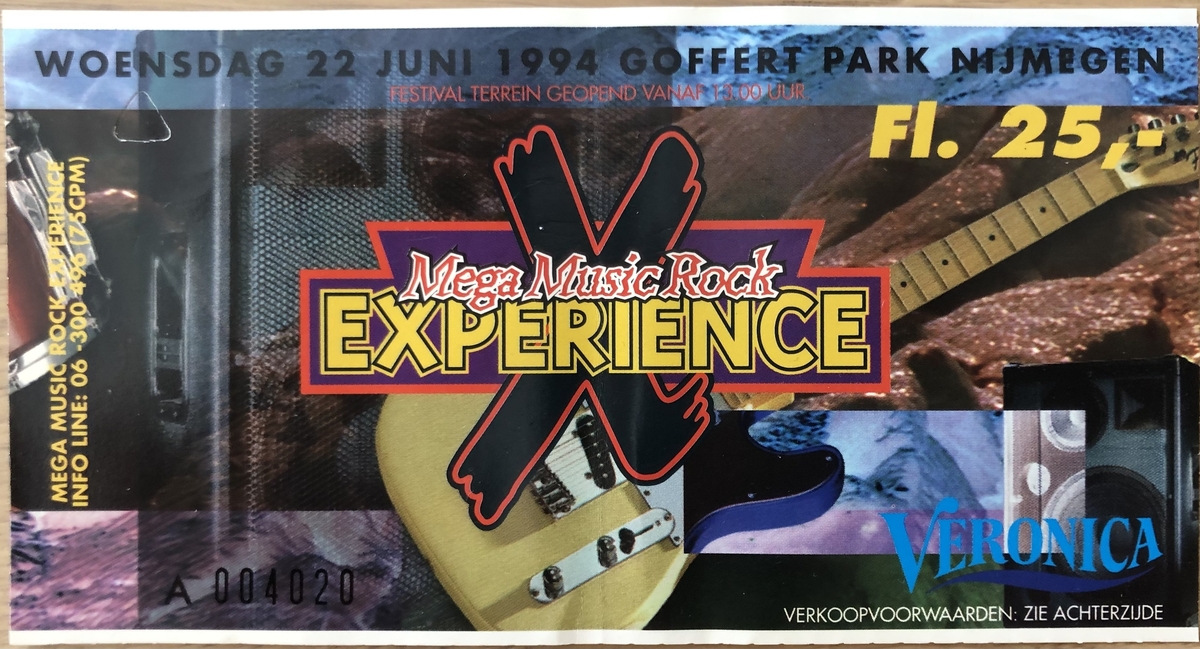 WOENSDAG 22 JUNI 1994 GOFFERT PARK NIJMEGEN
FESTIVAL TERREIN GEOPEND VANAF 13.00 UUR
Fl. 25,-
MEGA MUSIC ROCK EXPERIENCE
INFO LINE: 06 -300 496 (75CPM)
X
Mega Music Rock
EXPERIENCE
VERONICA
A 004020
VERKOOPVOORWAARDEN: ZIE ACHTERZIJDE